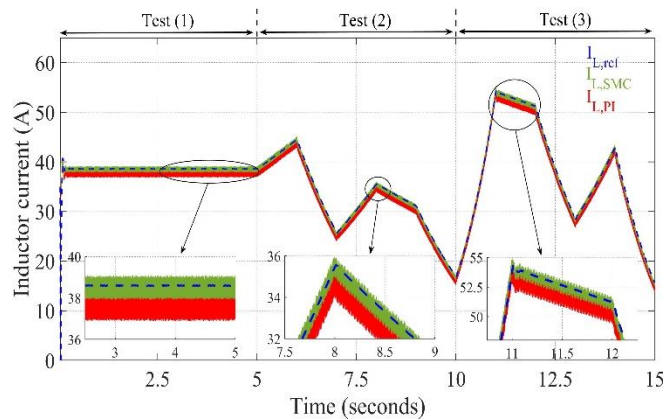 Test (1) Test (2) Test (3)
I_L,ref
I_L,SMC
I_L,PI
Inductor current (A)
60
50
40
30
20
10
0
40
38
36
3 4 5
36
34
32
7.5 8 8.5 9
54
52.5
50
11 11.5 12
2.5 5 7.5 10 12.5 15
Time (seconds)